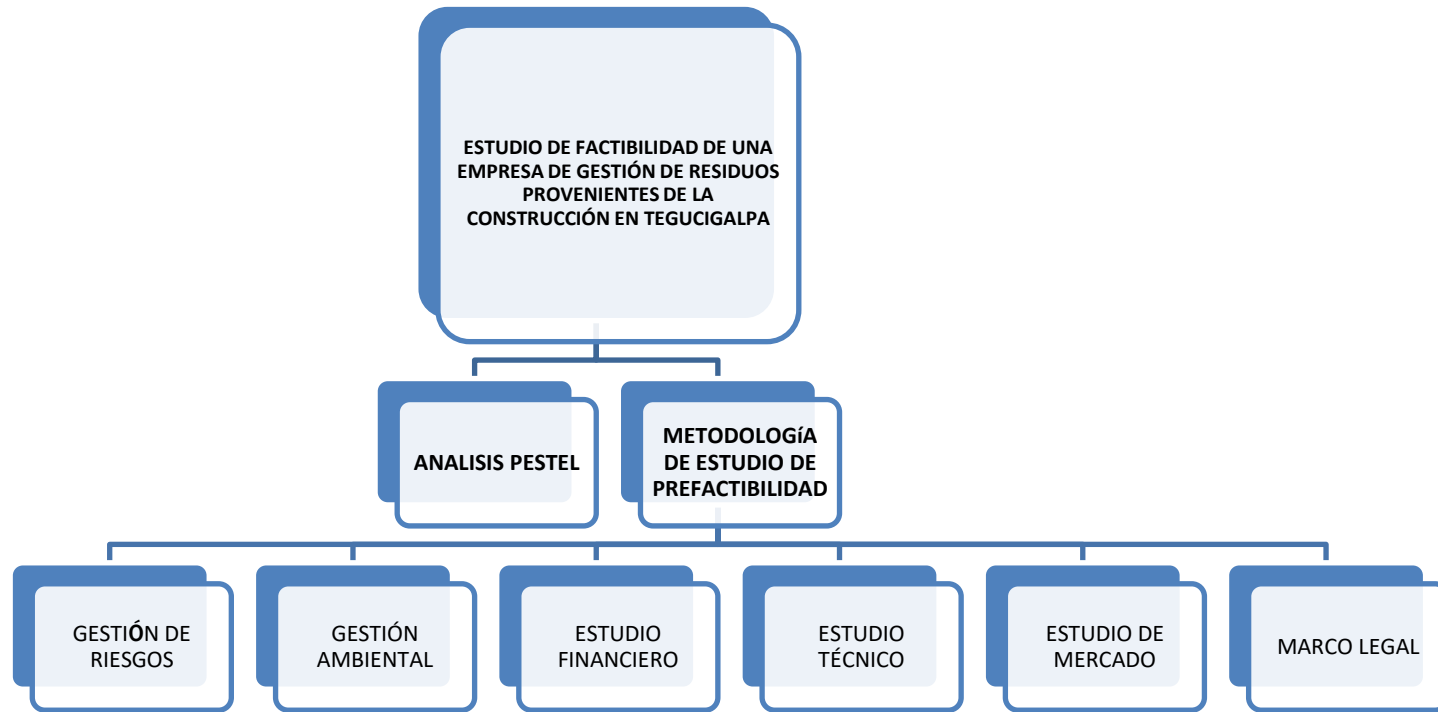 ESTUDIO DE FACTIBILIDAD DE UNA
EMPRESA DE GESTIÓN DE RESIDUOS
PROVENIENTES DE LA
CONSTRUCCIÓN EN TEGUCIGALPA
ANALISIS PESTEL
METODOLOGíA
DE ESTUDIO DE
PREFACTIBILIDAD
GESTIÓN DE
RIESGOS
GESTIÓN
AMBIENTAL
ESTUDIO
FINANCIERO
ESTUDIO
TÉCNICO
ESTUDIO DE
MERCADO
MARCO LEGAL